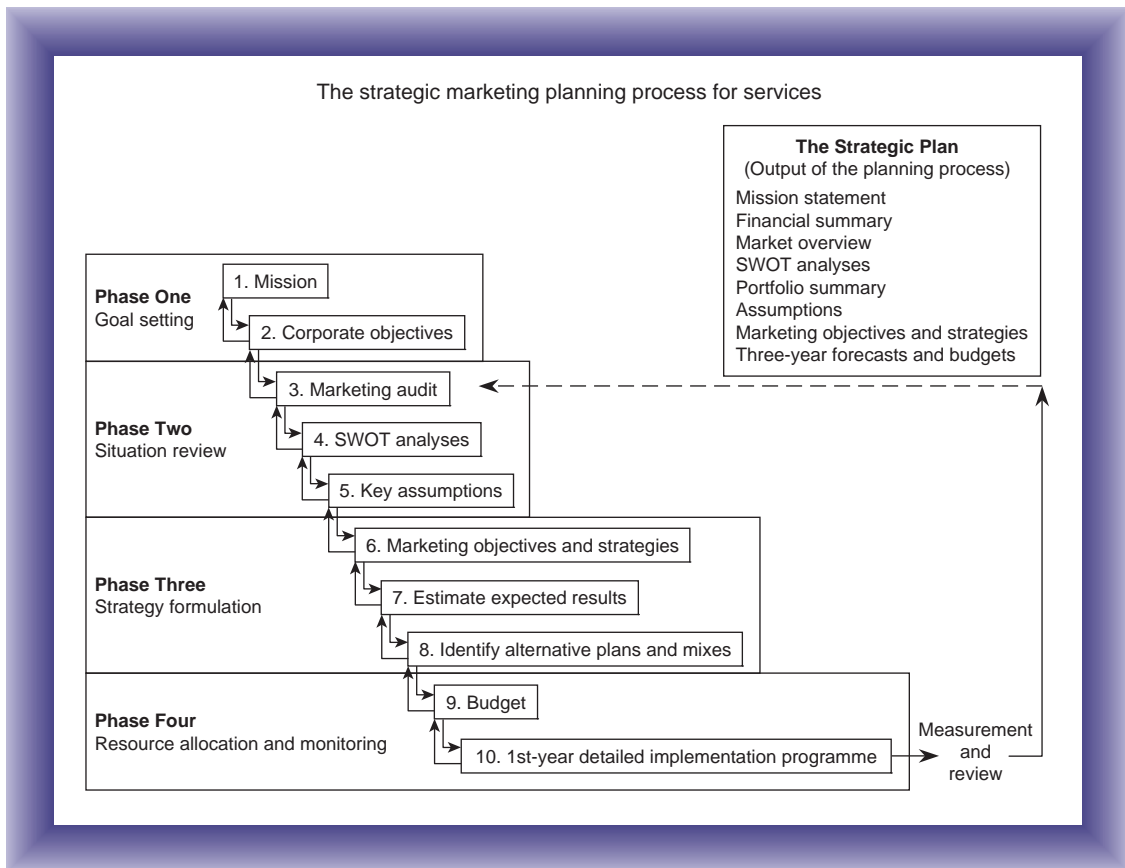 The strategic marketing planning process for services
The Strategic Plan
(Output of the planning process)
Mission statement
Financial summary
Market overview
SWOT analyses
Portfolio summary
Assumptions
Marketing objectives and strategies
Three-year forecasts and budgets
Phase One
Goal setting
1. Mission
2. Corporate objectives
Phase Two
Situation review
3. Marketing audit
4. SWOT analyses
5. Key assumptions
Phase Three
Strategy formulation
6. Marketing objectives and strategies
7. Estimate expected results
8. Identify alternative plans and mixes
Phase Four
Resource allocation and monitoring
9. Budget
10. 1st-year detailed implementation programme
Measurement
and
review